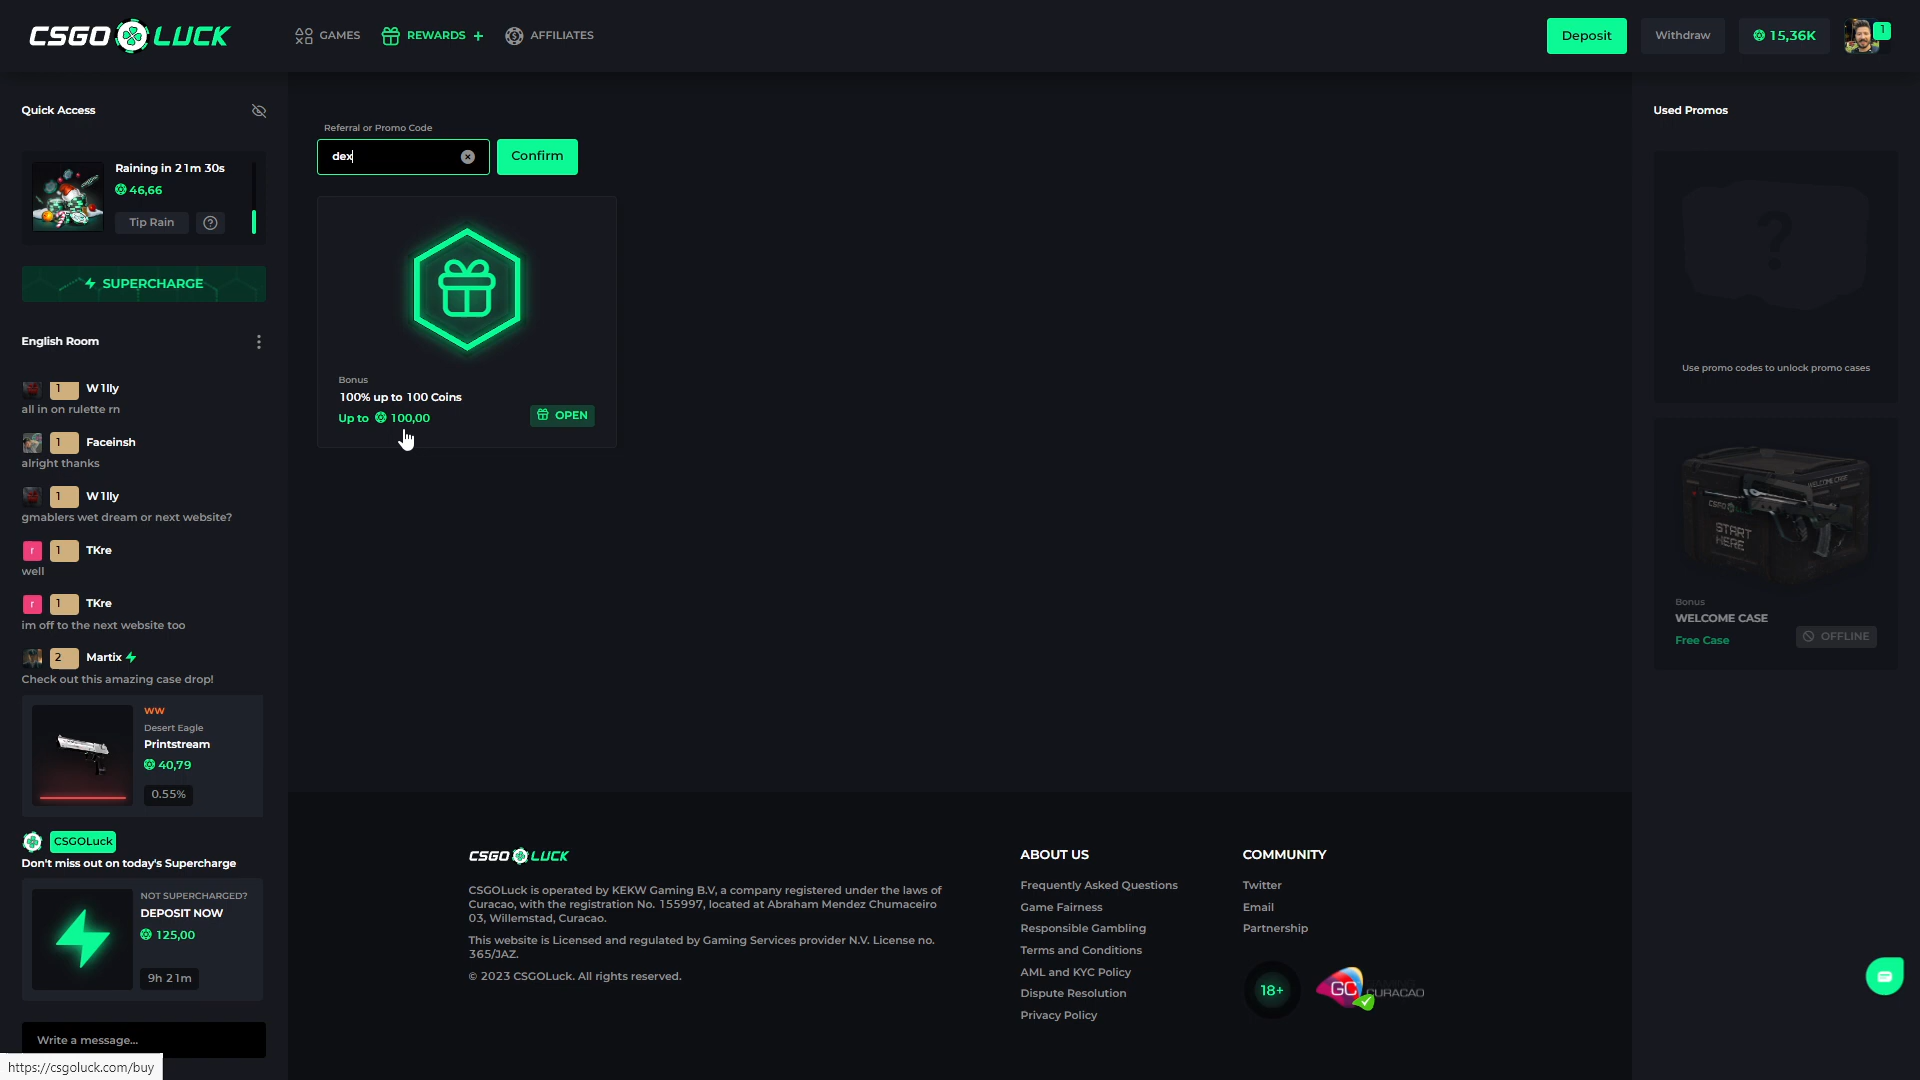 CSGO LUCK
GAMES
REWARDS +
AFFILIATES
Deposit
Withdraw
15,36K
1
Quick Access
Raining in 21m 30s
46,66
Tip Rain
SUPERCHARGE
English Room
1 W1lly
all in on rulette rn
1 Faceinsh
alright thanks
1 W1lly
gmablers wet dream or next website?
r 1 TKre
well
r 1 TKre
im off to the next website too
2 Martix
Check out this amazing case drop!
WW
Desert Eagle
Printstream
40,79
0.55%
CSGOLuck
Don't miss out on today's Supercharge
NOT SUPERCHARGED?
DEPOSIT NOW
125,00
9h 21m
Write a message...
https://csgoluck.com/buy
Referral or Promo Code
dex
Confirm
Bonus
100% up to 100 Coins
Up to 100,00
OPEN
CSGO LUCK
CSGOLuck is operated by KEKW Gaming B.V, a company registered under the laws of
Curacao, with the registration No. 155997, located at Abraham Mendez Chumaceiro
03, Willemstad, Curacao.
This website is Licensed and regulated by Gaming Services provider N.V. License no.
365/JAZ.
© 2023 CSGOLuck. All rights reserved.
ABOUT US
Frequently Asked Questions
Game Fairness
Responsible Gambling
Terms and Conditions
AML and KYC Policy
Dispute Resolution
Privacy Policy
COMMUNITY
Twitter
Email
Partnership
18+
GC
CURACAO
Used Promos
?
Use promo codes to unlock promo cases
WELCOME CASE
CSGO
START
HERE
Bonus
WELCOME CASE
Free Case
OFFLINE